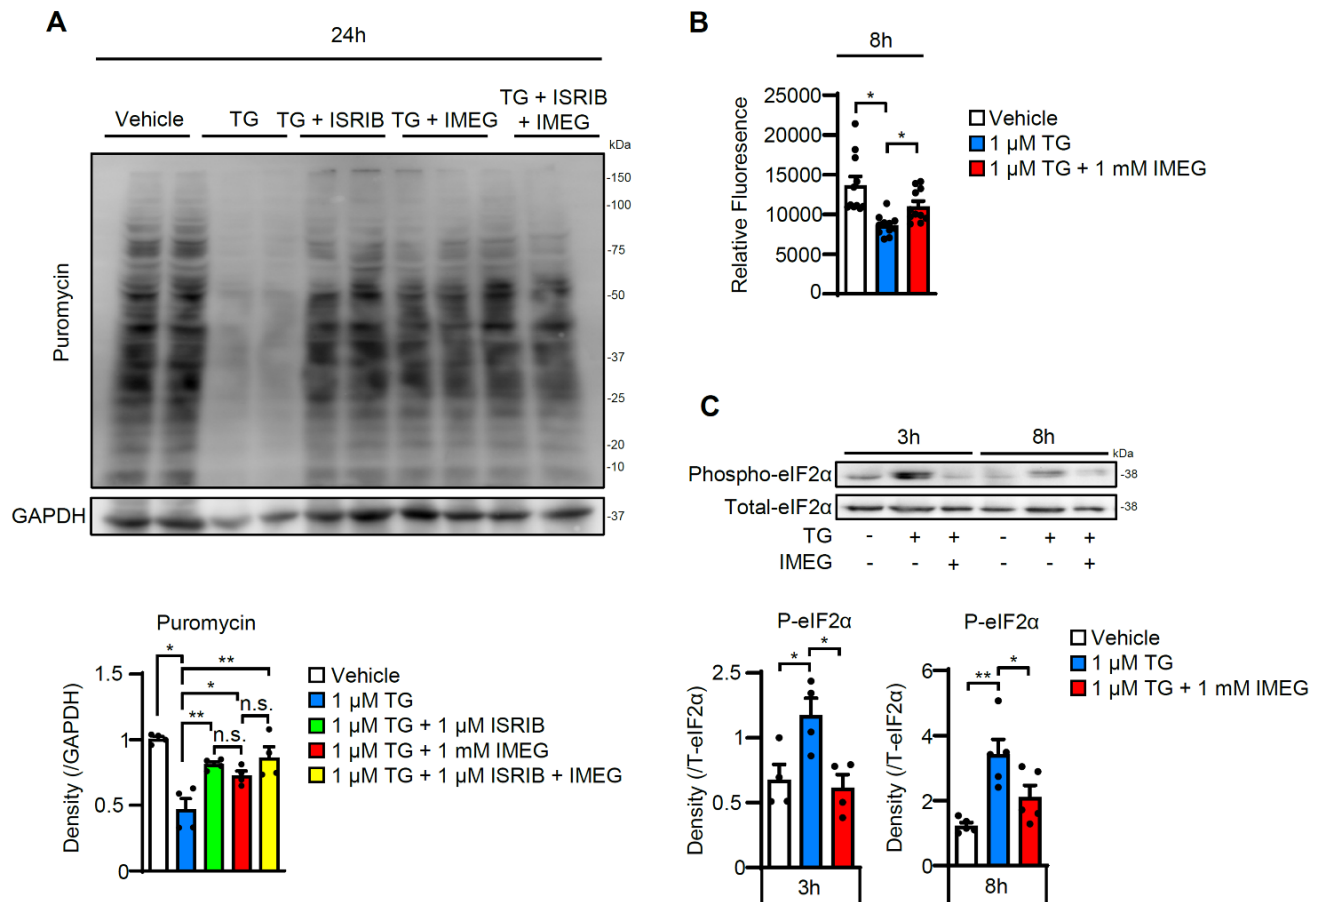 A
24h
Vehicle
TG
TG + ISRIB
TG + IMEG
TG + ISRIB
+ IMEG
kDa
Puromycin
-150
-100
-75
-50
-37
-25
-20
-10
GAPDH
-37
Puromycin
Density (/GAPDH)
1.5
1
0.5
0
*
**
*
**
n.s.
n.s.
Vehicle
1 µM TG
1 µM TG + 1 µM ISRIB
1 µM TG + 1 mM IMEG
1 µM TG + 1 µM ISRIB + IMEG
B
8h
Relative Fluoresence
25000
20000
15000
10000
5000
0
*
*
Vehicle
1 µM TG
1 µM TG + 1 mM IMEG
C
3h
8h
kDa
Phospho-eIF2α
-38
Total-eIF2α
-38
TG - + + - + +
IMEG - - + - - +
P-eIF2α
Density (/T-eIF2α)
2.5
1
0.5
0
*
*
3h
P-eIF2α
Density (/T-eIF2α)
6
4
2
0
**
*
8h
Vehicle
1 µM TG
1 µM TG + 1 mM IMEG